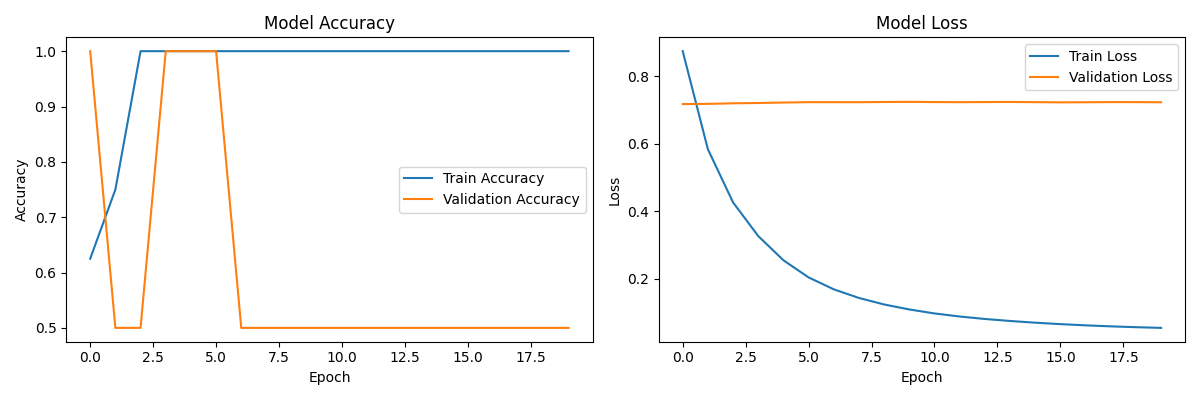 Model Accuracy
Accuracy
1.0
0.9
0.8
0.7
0.6
0.5
Train Accuracy
Validation Accuracy
0.0 2.5 5.0 7.5 10.0 12.5 15.0 17.5
Epoch
Model Loss
Loss
0.8
0.6
0.4
0.2
Train Loss
Validation Loss
0.0 2.5 5.0 7.5 10.0 12.5 15.0 17.5
Epoch